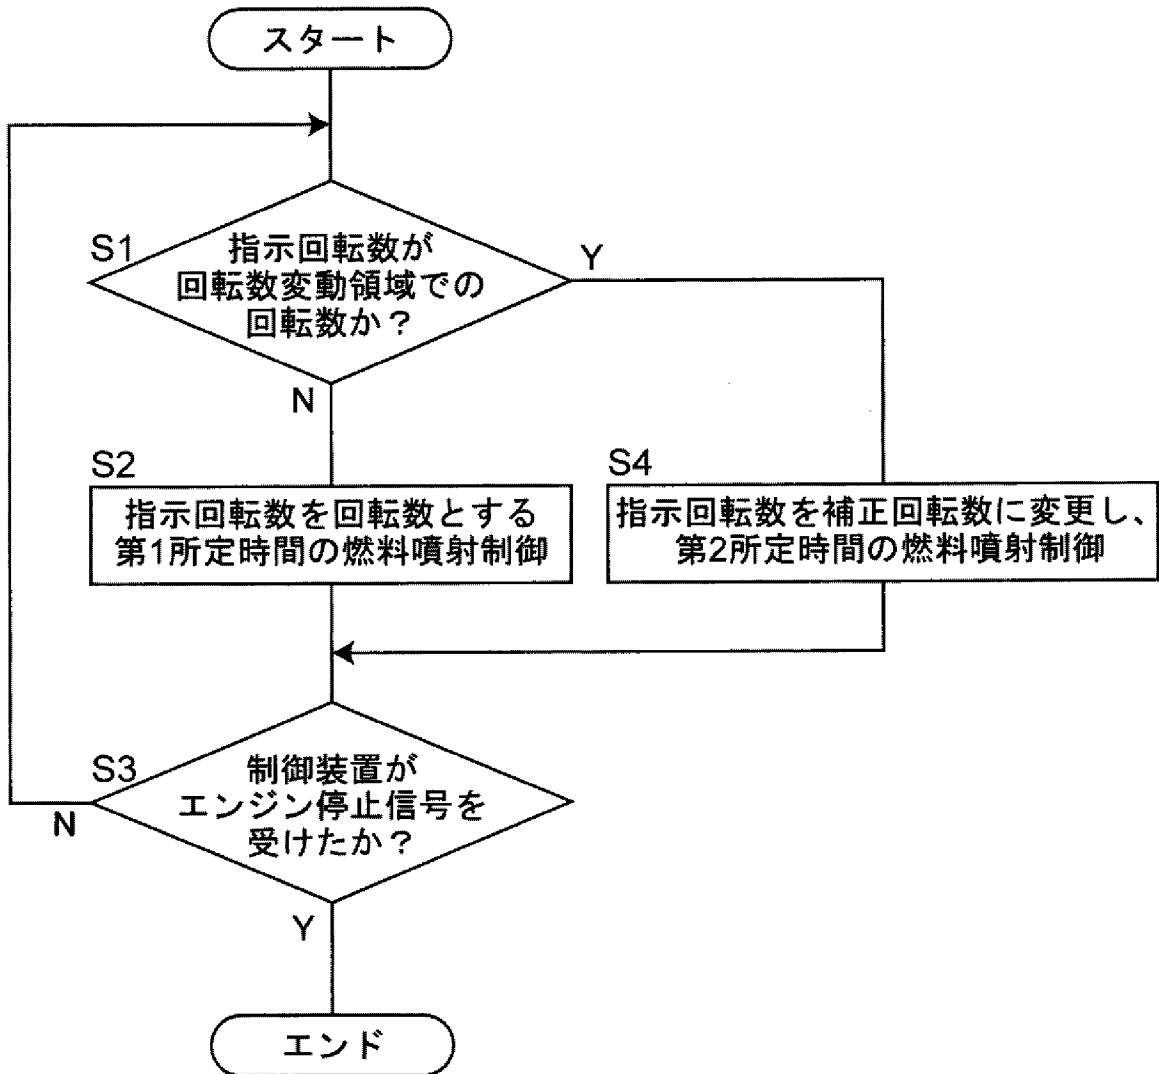 スタート
S1
指示回転数が
回転数変動領域での
回転数か？
Y
N
S2
指示回転数を回転数とする
第1所定時間の燃料噴射制御
S4
指示回転数を補正回転数に変更し、
第2所定時間の燃料噴射制御
S3
制御装置が
エンジン停止信号を
受けたか？
N
Y
エンド